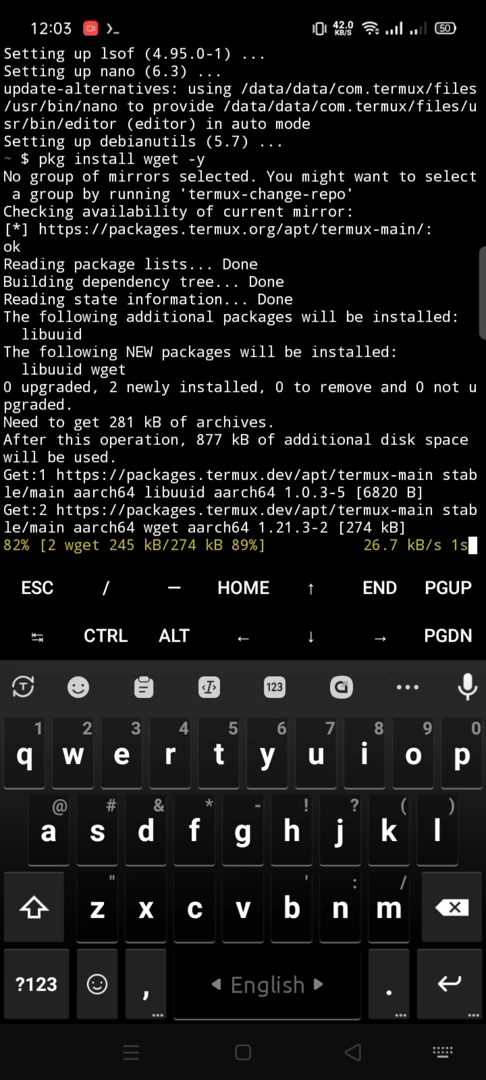 12:03 42.0 KB/S 50
Setting up lsof (4.95.0-1) ...
Setting up nano (6.3) ...
update-alternatives: using /data/data/com.termux/files
/usr/bin/nano to provide /data/data/com.termux/files/u
sr/bin/editor (editor) in auto mode
Setting up debianutils (5.7) ...
~ $ pkg install wget -y
No group of mirrors selected. You might want to select
a group by running 'termux-change-repo'
Checking availability of current mirror:
[*] https://packages.termux.org/apt/termux-main/:
ok
Reading package lists... Done
Building dependency tree... Done
Reading state information... Done
The following additional packages will be installed:
libuuid
The following NEW packages will be installed:
libuuid wget
0 upgraded, 2 newly installed, 0 to remove and 0 not u
pgraded.
Need to get 281 kB of archives.
After this operation, 877 kB of additional disk space
will be used.
Get:1 https://packages.termux.dev/apt/termux-main stab
le/main aarch64 libuuid aarch64 1.0.3-5 [6820 B]
Get:2 https://packages.termux.dev/apt/termux-main stab
le/main aarch64 wget aarch64 1.21.3-2 [274 kB]
82% [2 wget 245 kB/274 kB 89%] 26.7 kB/s 1s
ESC / — HOME ↑ END PGUP
↹ CTRL ALT ← ↓ → PGDN
T T 123 G ...
1 2 3 4 5 6 7 8 9 0
q w e r t y u i o p
@ # & * - ! ? ( )
a s d f g h j k l
" ' : /
z x c v b n m
?123 , English .